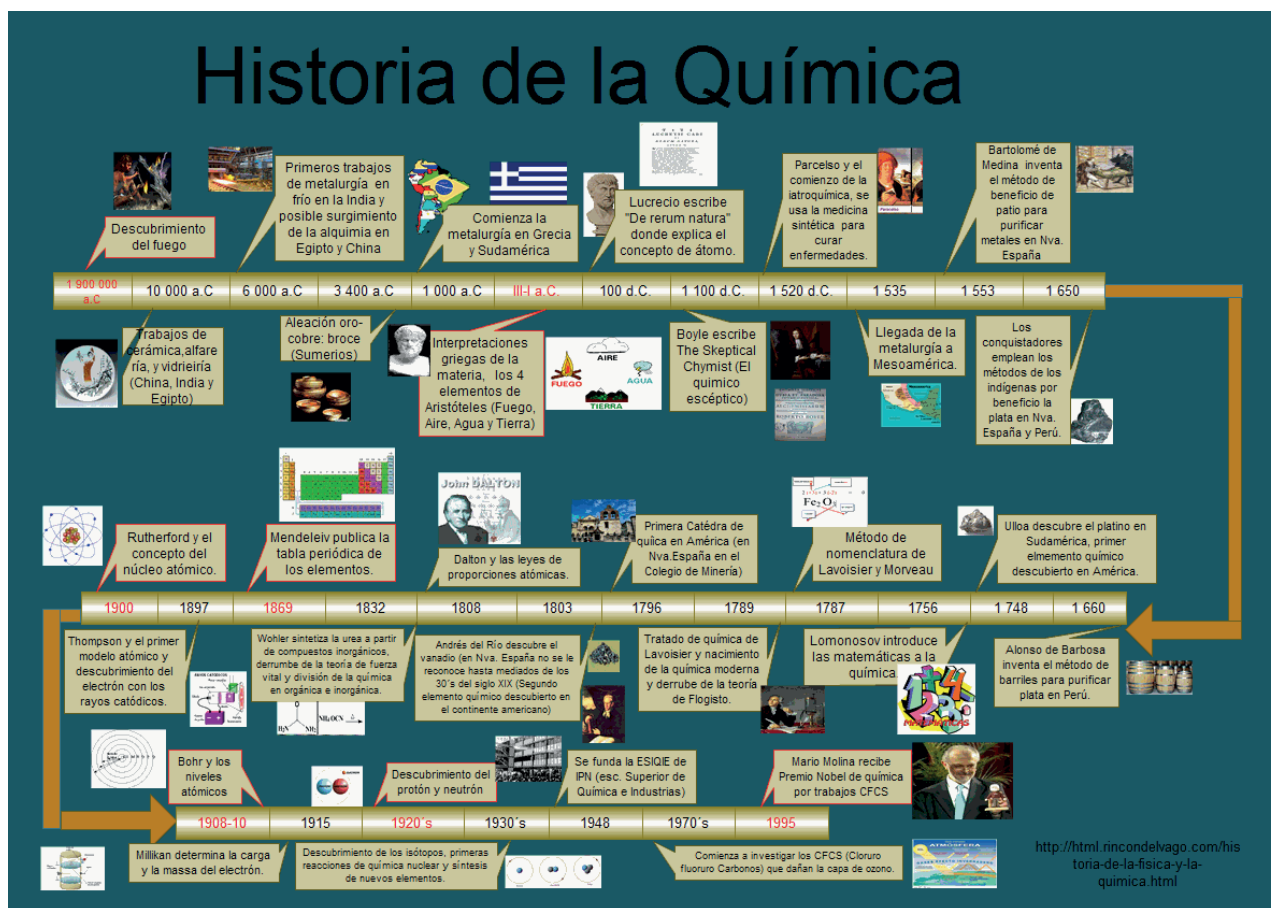 Historia de la Química
Descubrimiento
del fuego
Primeros trabajos
de metalurgía en
frío en la India y
posible surgimiento
de la alquimia en
Egipto y China
Comienza la
metalurgía en Grecia
y Sudamérica
Lucrecio escribe
"De rerum natura"
donde explica el
concepto de átomo.
Parcelso y el
comienzo de la
iatroquímica, se
usa la medicina
sintética para
curar
enfermedades.
Bartolomé de
Medina inventa
el método de
beneficio de
patio para
purificar
metales en Nva.
España
1 900 000
a.C
10 000 a.C
6 000 a.C
3 400 a.C
1 000 a.C
III-I a.C.
100 d.C.
1 100 d.C.
1 520 d.C.
1 535
1 553
1 650
Trabajos de
cerámica,alfare
ría, y vidrieiría
(China, India y
Egipto)
Aleación oro-
cobre: broce
(Sumerios)
Interpretaciones
griegas de la
materia, los 4
elementos de
Aristóteles (Fuego,
Aire, Agua y Tierra)
AIRE
FUEGO
AGUA
TIERRA
Boyle escribe
The Skeptical
Chymist (El
quimico
escéptico)
Llegada de la
metalurgía a
Mesoamérica.
Los
conquistadores
emplean los
métodos de los
indígenas por
beneficio la
plata en Nva.
España y Perú.
John DALTON
Fe2 O3
Rutherford y el
concepto del
núcleo atómico.
Mendeleiv publica la
tabla periódica de
los elementos.
Dalton y las leyes de
proporciones atómicas.
Primera Catédra de
quíica en América (en
Nva.España en el
Colegio de Minería)
Método de
nomenclatura de
Lavoisier y Morveau
Ulloa descubre el platino en
Sudamérica, primer
elmemento químico
descubierto en América.
1900
1897
1869
1832
1808
1803
1796
1789
1787
1756
1 748
1 660
Thompson y el primer
modelo atómico y
descubrimiento del
electrón con los
rayos catódicos.
Wohler sintetiza la urea a partir
de compuestos inorgánicos,
derrumbe de la teoría de fuerza
vital y división de la química
en orgánica e inorgánica.
Andrés del Río descubre el
vanadio (en Nva. España no se le
reconoce hasta mediados de los
30's del siglo XIX (Segundo
elemento químico descubierto en
el continente americano)
Tratado de química de
Lavoisier y nacimiento
de la química moderna
y derrube de la teoría
de Flogisto.
Lomonosov introduce
las matemáticas a la
química.
MATEMATICAS
Alonso de Barbosa
inventa el método de
barriles para purificar
plata en Perú.
H2N NH2
NH4OCN
Bohr y los
niveles
atómicos
Descubrimiento del
protón y neutrón
Se funda la ESIQIE de
IPN (esc. Superior de
Química e Industrias)
Mario Molina recibe
Premio Nobel de química
por trabajos CFCS
1908-10
1915
1920´s
1930´s
1948
1970´s
1995
Millikan determina la carga
y la massa del electrón.
Descubrimiento de los isótopos, primeras
reacciones de química nuclear y síntesis
de nuevos elementos.
Comienza a investigar los CFCS (Cloruro
fluoruro Carbonos) que dañan la capa de ozono.
ATMOSFERA
http://html.rincondelvago.com/his
toria-de-la-fisica-y-la-
quimica.html